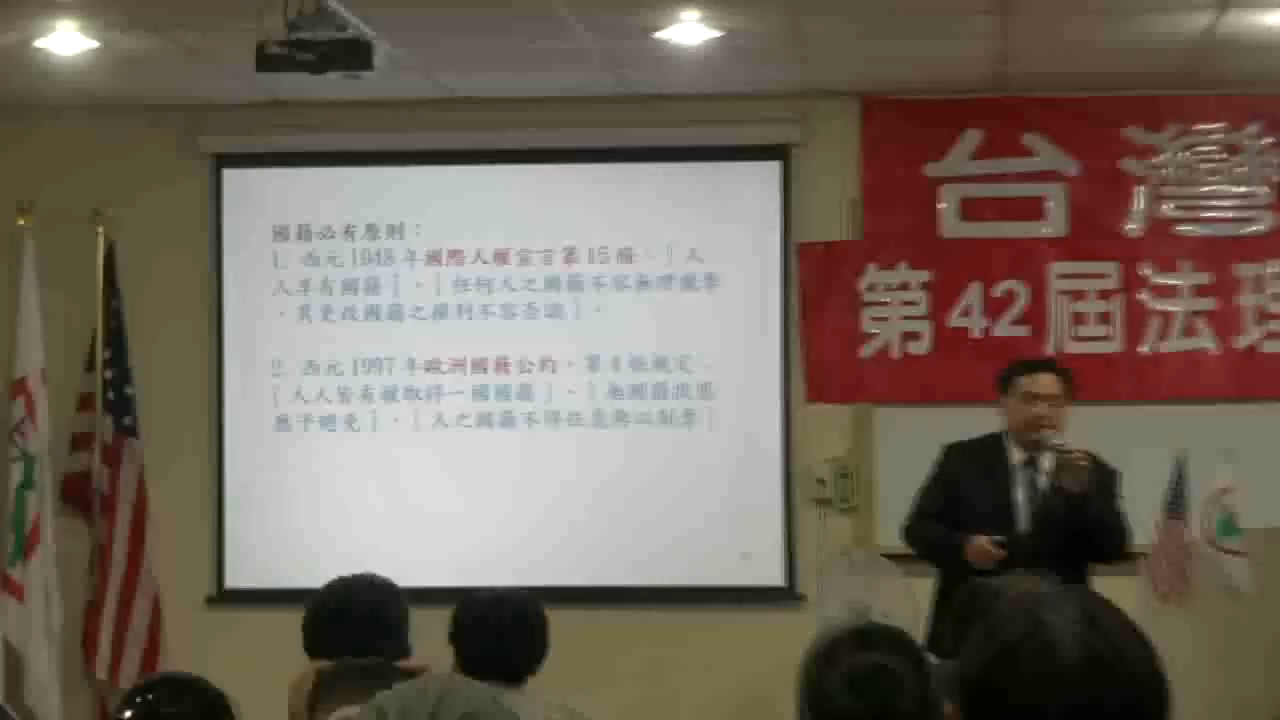 國籍必有原則：
1. 西元1948年國際人權宣言第15條，「人
人享有國籍」，「任何人之國籍不容無理褫奪
，其更改國籍之權利不容否認」。
2. 西元1997年歐洲國籍公約，第4條規定，
「人人皆有權取得一國國籍」，「無國籍
應予避免」，「人之國籍不得任意 以剝奪」
台灣
第42屆法理